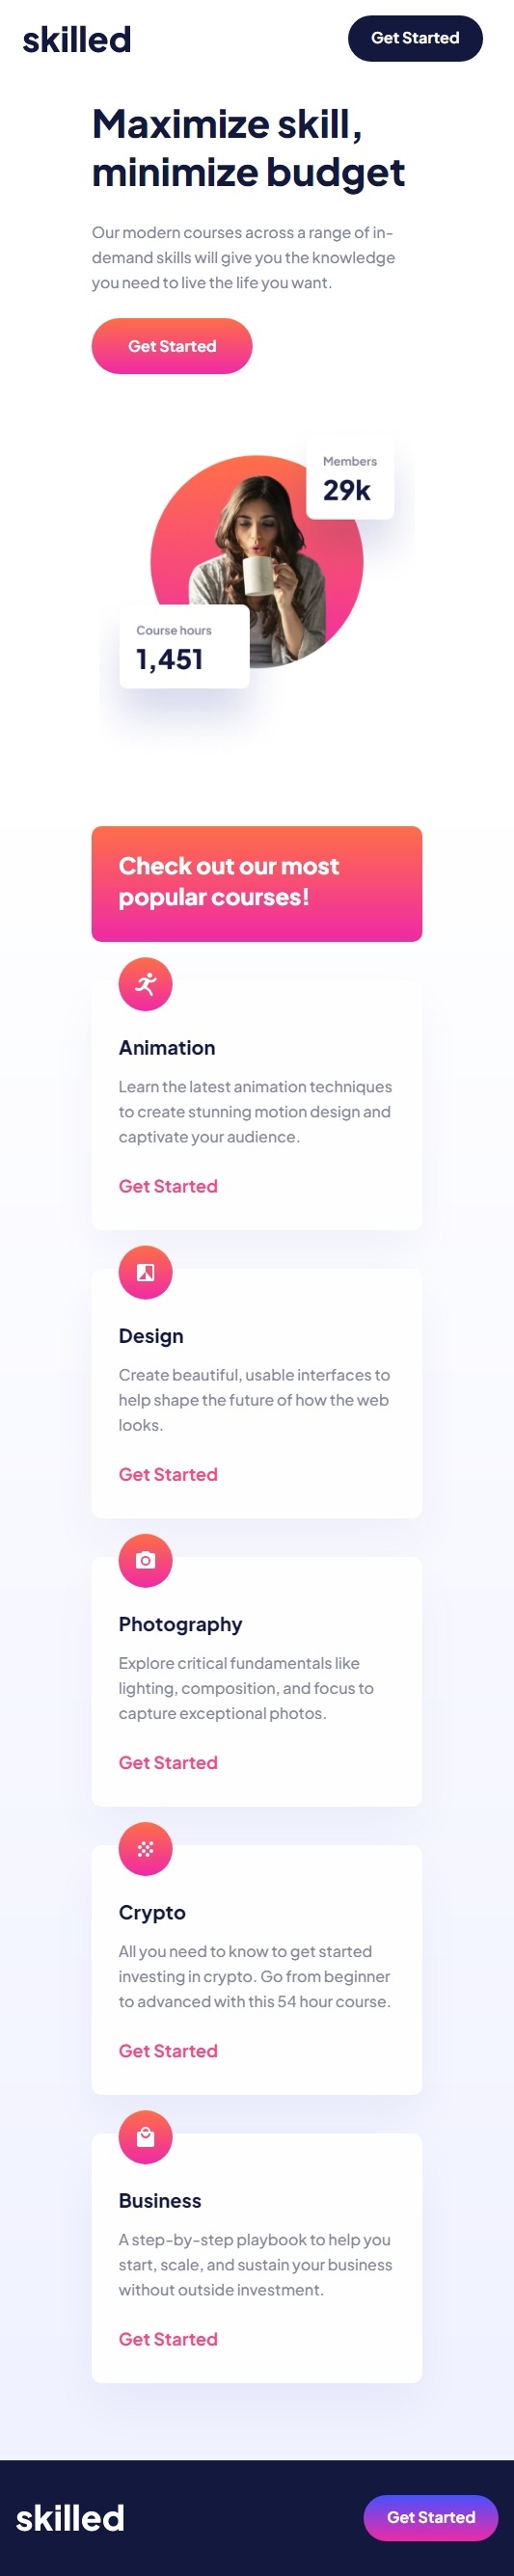 skilled
Get Started
Maximize skill,
minimize budget
Our modern courses across a range of in-
demand skills will give you the knowledge
you need to live the life you want.
Get Started
Members
29k
Course hours
1,451
Check out our most
popular courses!
Animation
Learn the latest animation techniques
to create stunning motion design and
captivate your audience.
Get Started
Design
Create beautiful, usable interfaces to
help shape the future of how the web
looks.
Get Started
Photography
Explore critical fundamentals like
lighting, composition, and focus to
capture exceptional photos.
Get Started
Crypto
All you need to know to get started
investing in crypto. Go from beginner
to advanced with this 54 hour course.
Get Started
Business
A step-by-step playbook to help you
start, scale, and sustain your business
without outside investment.
Get Started
skilled
Get Started